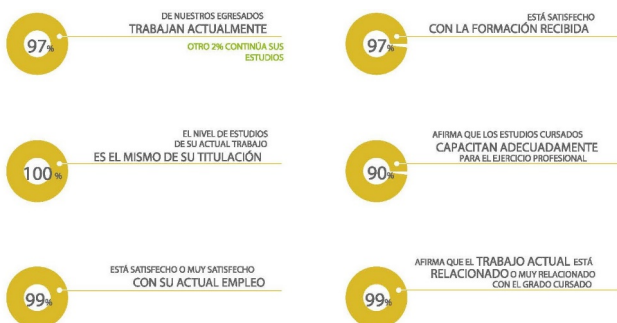 97%
DE NUESTROS EGRESADOS
TRABAJAN ACTUALMENTE
OTRO 2% CONTINÚA SUS
ESTUDIOS
97%
ESTÁ SATISFECHO
CON LA FORMACIÓN RECIBIDA
100%
EL NIVEL DE ESTUDIOS
DE SU ACTUAL TRABAJO
ES EL MISMO DE SU TITULACIÓN
90%
AFIRMA QUE LOS ESTUDIOS CURSADOS
CAPACITAN ADECUADAMENTE
PARA EL EJERCICIO PROFESIONAL
99%
ESTÁ SATISFECHO O MUY SATISFECHO
CON SU ACTUAL EMPLEO
99%
AFIRMA QUE EL TRABAJO ACTUAL ESTÁ
RELACIONADO O MUY RELACIONADO
CON EL GRADO CURSADO